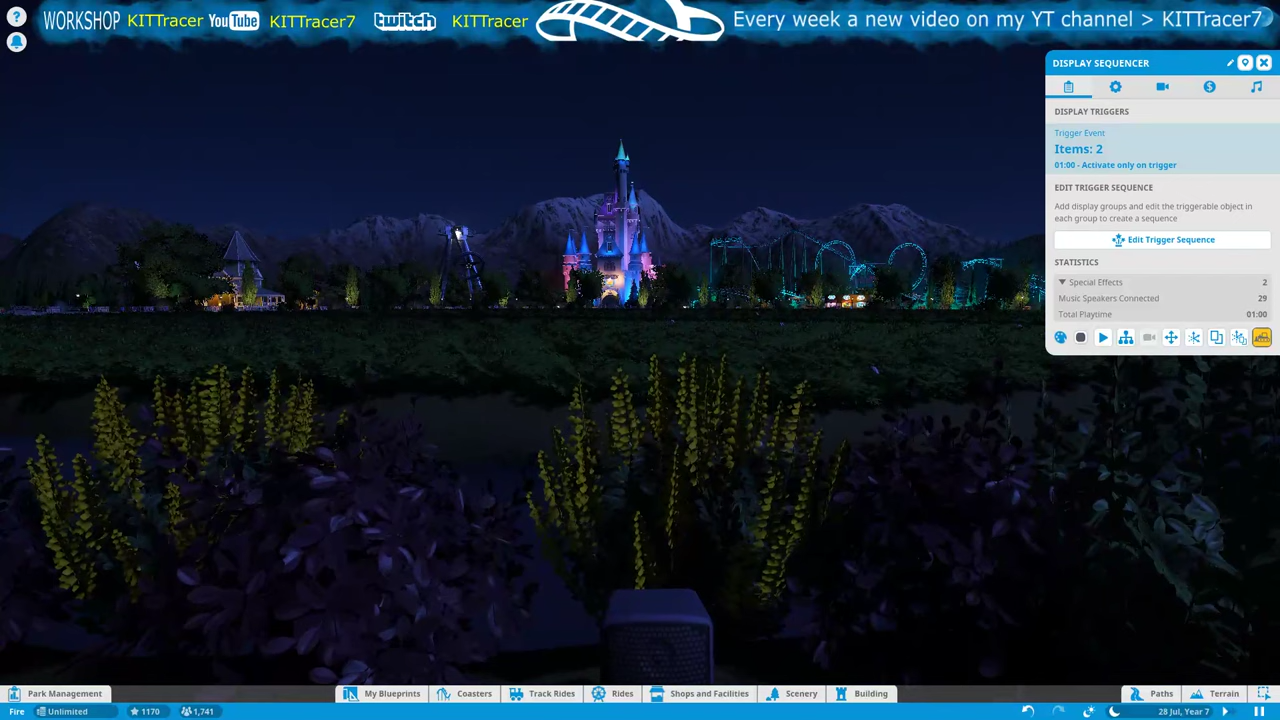 WORKSHOP KITTracer YouTube KITTracer7 twitch KITTracer Every week a new video on my YT channel > KITTracer7
?
DISPLAY SEQUENCER
DISPLAY TRIGGERS
Trigger Event
Items: 2
01:00 - Activate only on trigger
EDIT TRIGGER SEQUENCE
Add display groups and edit the triggerable object in
each group to create a sequence
Edit Trigger Sequence
STATISTICS
Special Effects 2
Music Speakers Connected 29
Total Playtime 01:00
Park Management My Blueprints Coasters Track Rides Rides Shops and Facilities Scenery Building Paths Terrain
Fire Unlimited 1170 1,741 28 Jul, Year 7